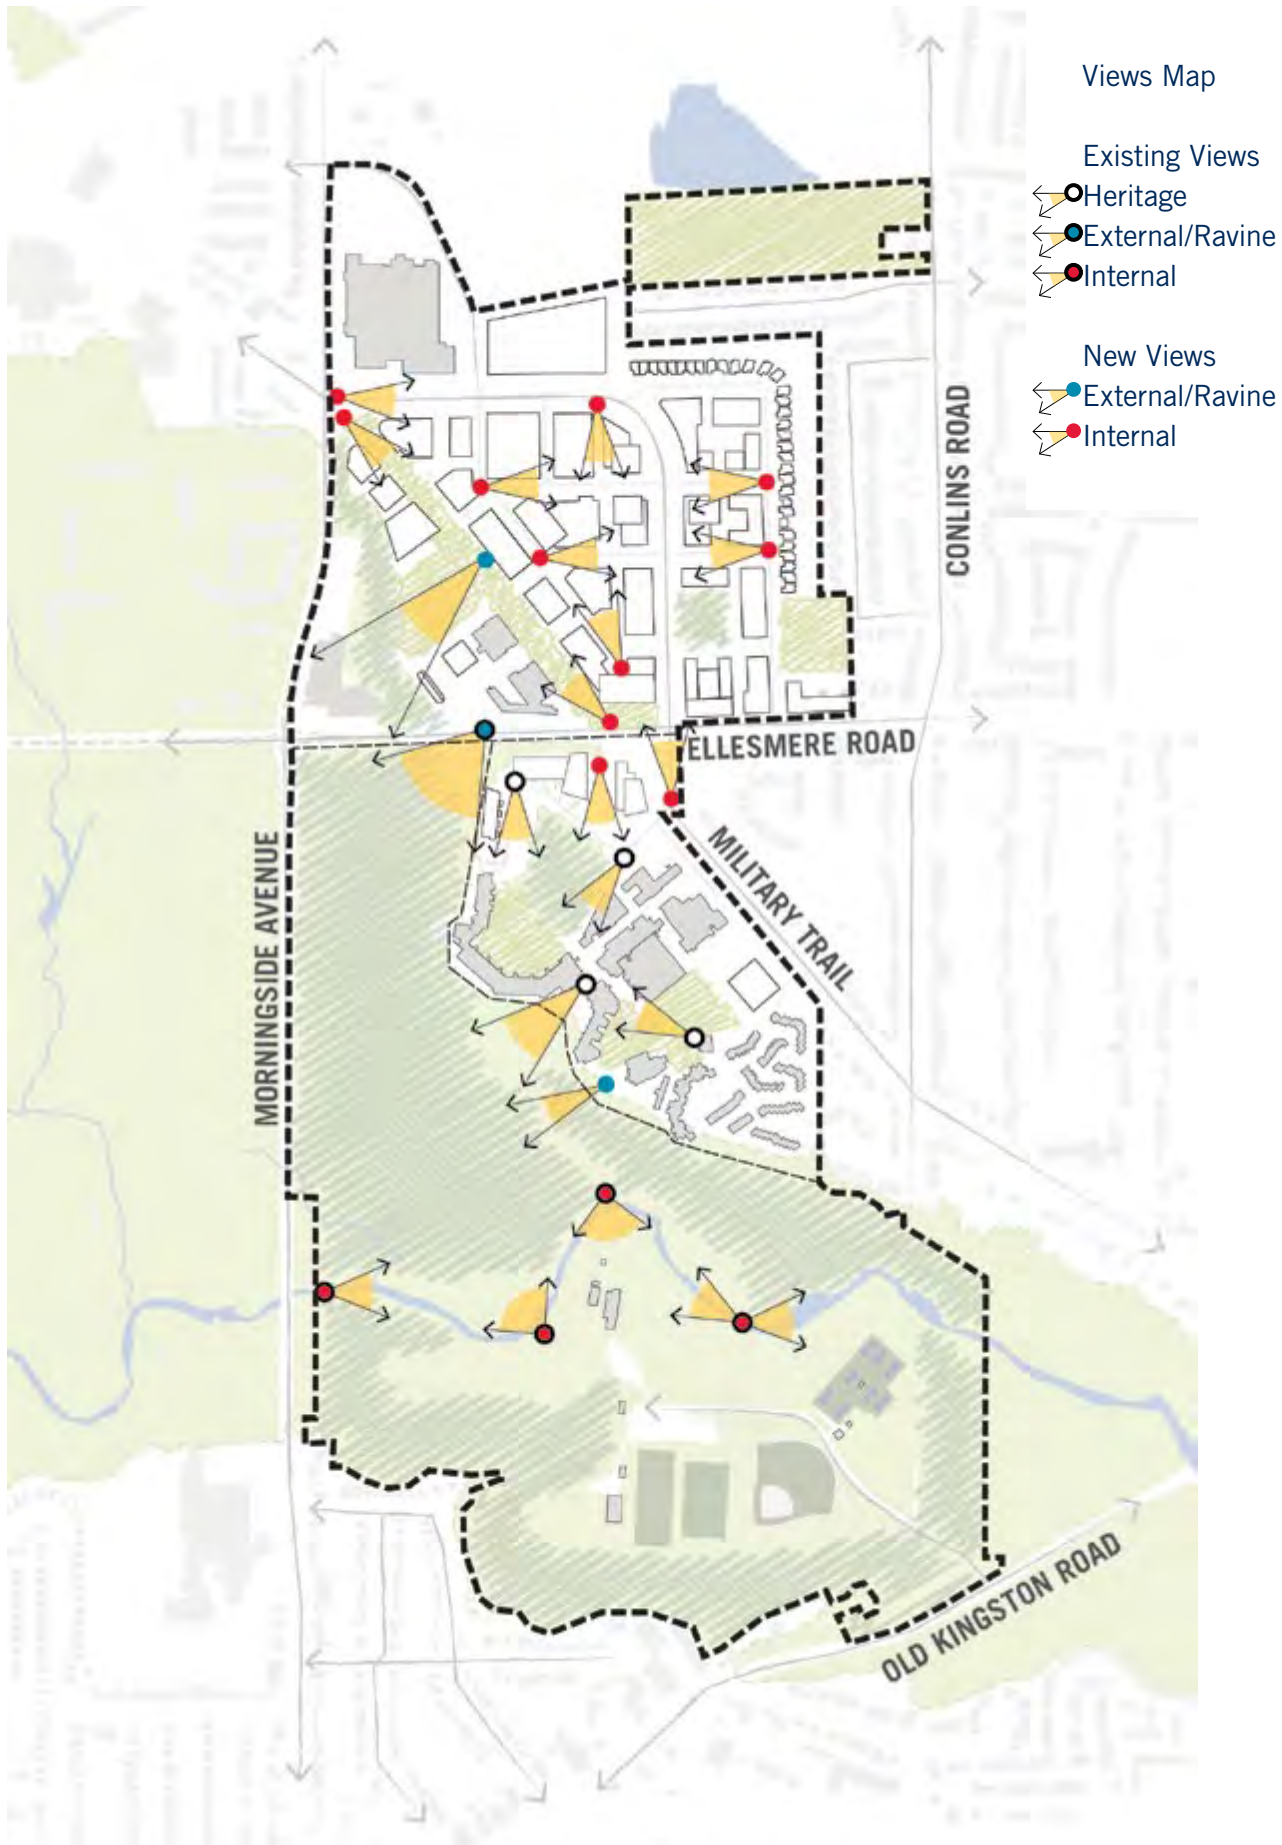 Views Map
Existing Views
Heritage
External/Ravine
Internal
New Views
External/Ravine
Internal
CONLINS ROAD
ELLESMERE ROAD
MILITARY TRAIL
MORNINGSIDE AVENUE
OLD KINGSTON ROAD